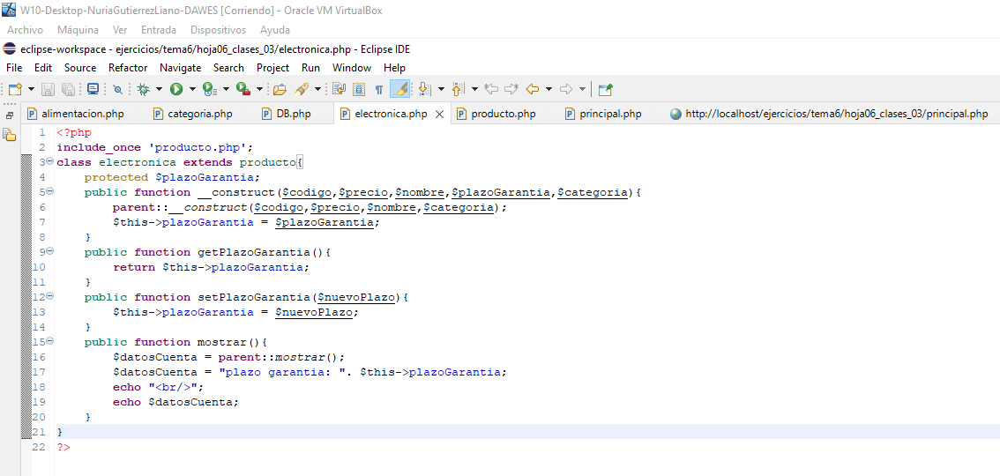 W10-Desktop-NuriaGutierrezLiano-DAWES [Corriendo] - Oracle VM VirtualBox
Archivo Máquina Ver Entrada Dispositivos Ayuda
eclipse-workspace - ejercicios/tema6/hoja06_clases_03/electronica.php - Eclipse IDE
File Edit Source Refactor Navigate Search Project Run Window Help
alimentacion.php categoria.php DB.php electronica.php producto.php principal.php http://localhost/ejercicios/tema6/hoja06_clases_03/principal.php
1 <?php
2 include_once 'producto.php';
3 class electronica extends producto{
4 protected $plazoGarantia;
5 public function __construct($codigo,$precio,$nombre,$plazoGarantia,$categoria){
6 parent::__construct($codigo,$precio,$nombre,$categoria);
7 $this->plazoGarantia = $plazoGarantia;
8 }
9 public function getPlazoGarantia(){
10 return $this->plazoGarantia;
11 }
12 public function setPlazoGarantia($nuevoPlazo){
13 $this->plazoGarantia = $nuevoPlazo;
14 }
15 public function mostrar(){
16 $datosCuenta = parent::mostrar();
17 $datosCuenta = "plazo garantia: ". $this->plazoGarantia;
18 echo "<br/>";
19 echo $datosCuenta;
20 }
21 }
22 ?>